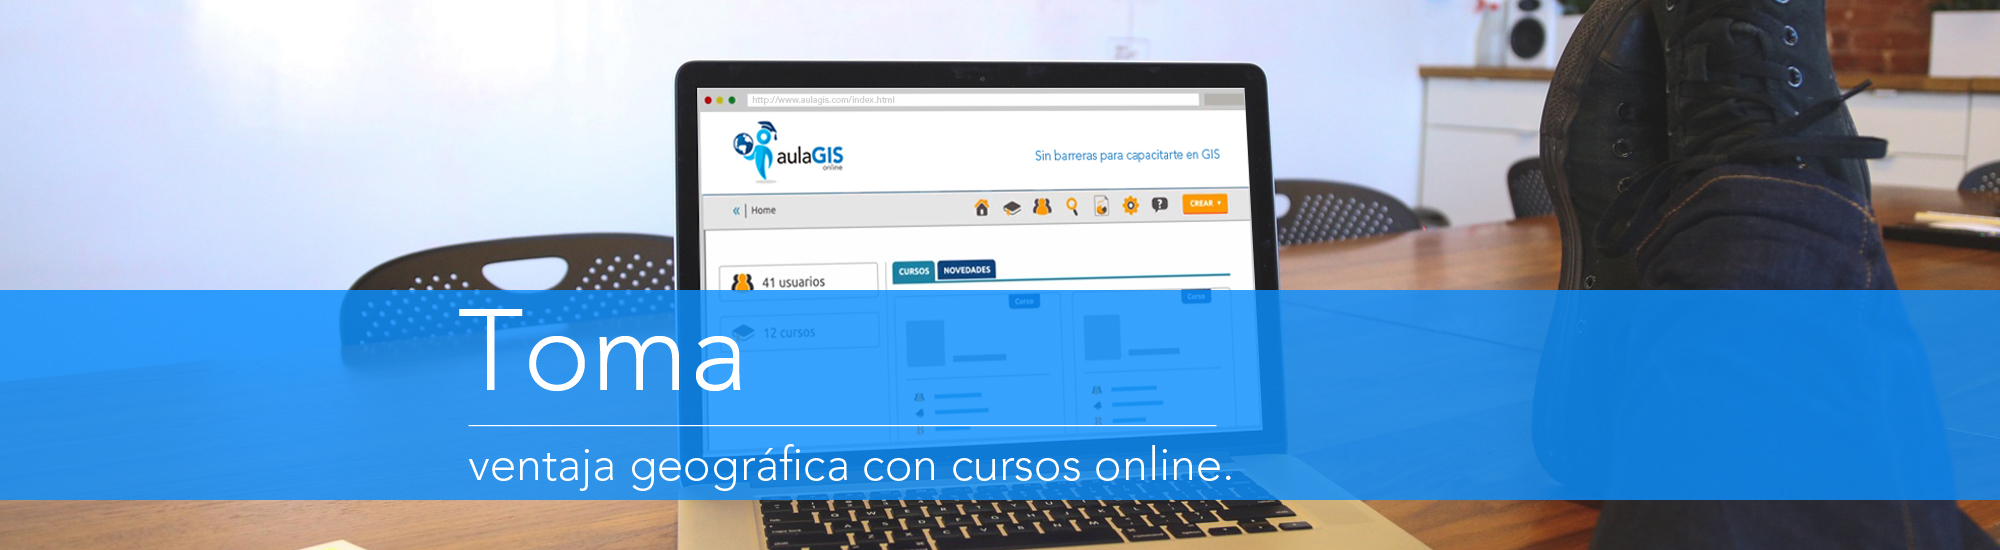 http://www.aulagis.com/index.html
aulaGIS
online
Sin barreras para capacitarte en GIS
« | Home
CREAR
41 usuarios
CURSOS
NOVEDADES
Curso
Curso
12 cursos
Toma
ventaja geográfica con cursos online.